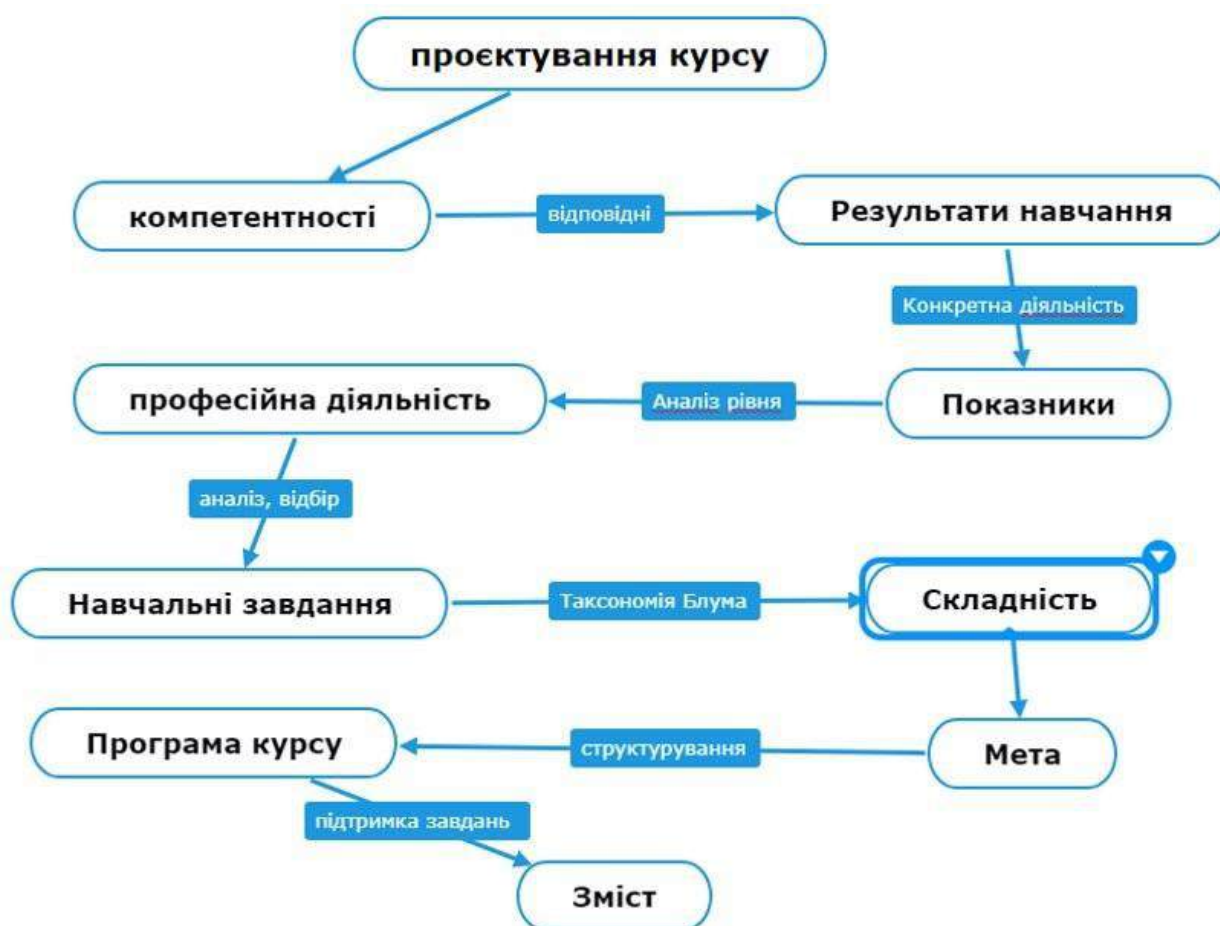 проєктування курсу
компетентності
відповідні
Результати навчання
Конкретна діяльність
професійна діяльність
Аналіз рівня
Показники
аналіз, відбір
Навчальні завдання
Таксономія Блума
Складність
Програма курсу
структурування
Мета
підтримка завдань
Зміст